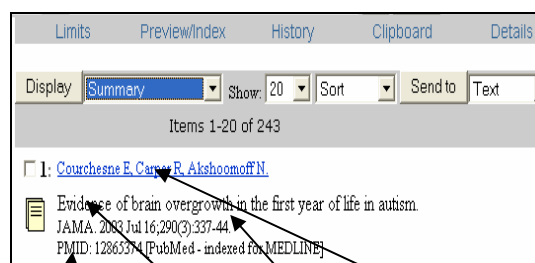 Limits Preview/Index History Clipboard Details
Display Summary Show: 20 Sort Send to Text
Items 1-20 of 243
1: Courchesne E, Carper R, Akshoomoff N.
Evidence of brain overgrowth in the first year of life in autism.
JAMA. 2003 Jul 16;290(3):337-44.
PMID: 12865374 [PubMed - indexed for MEDLINE]